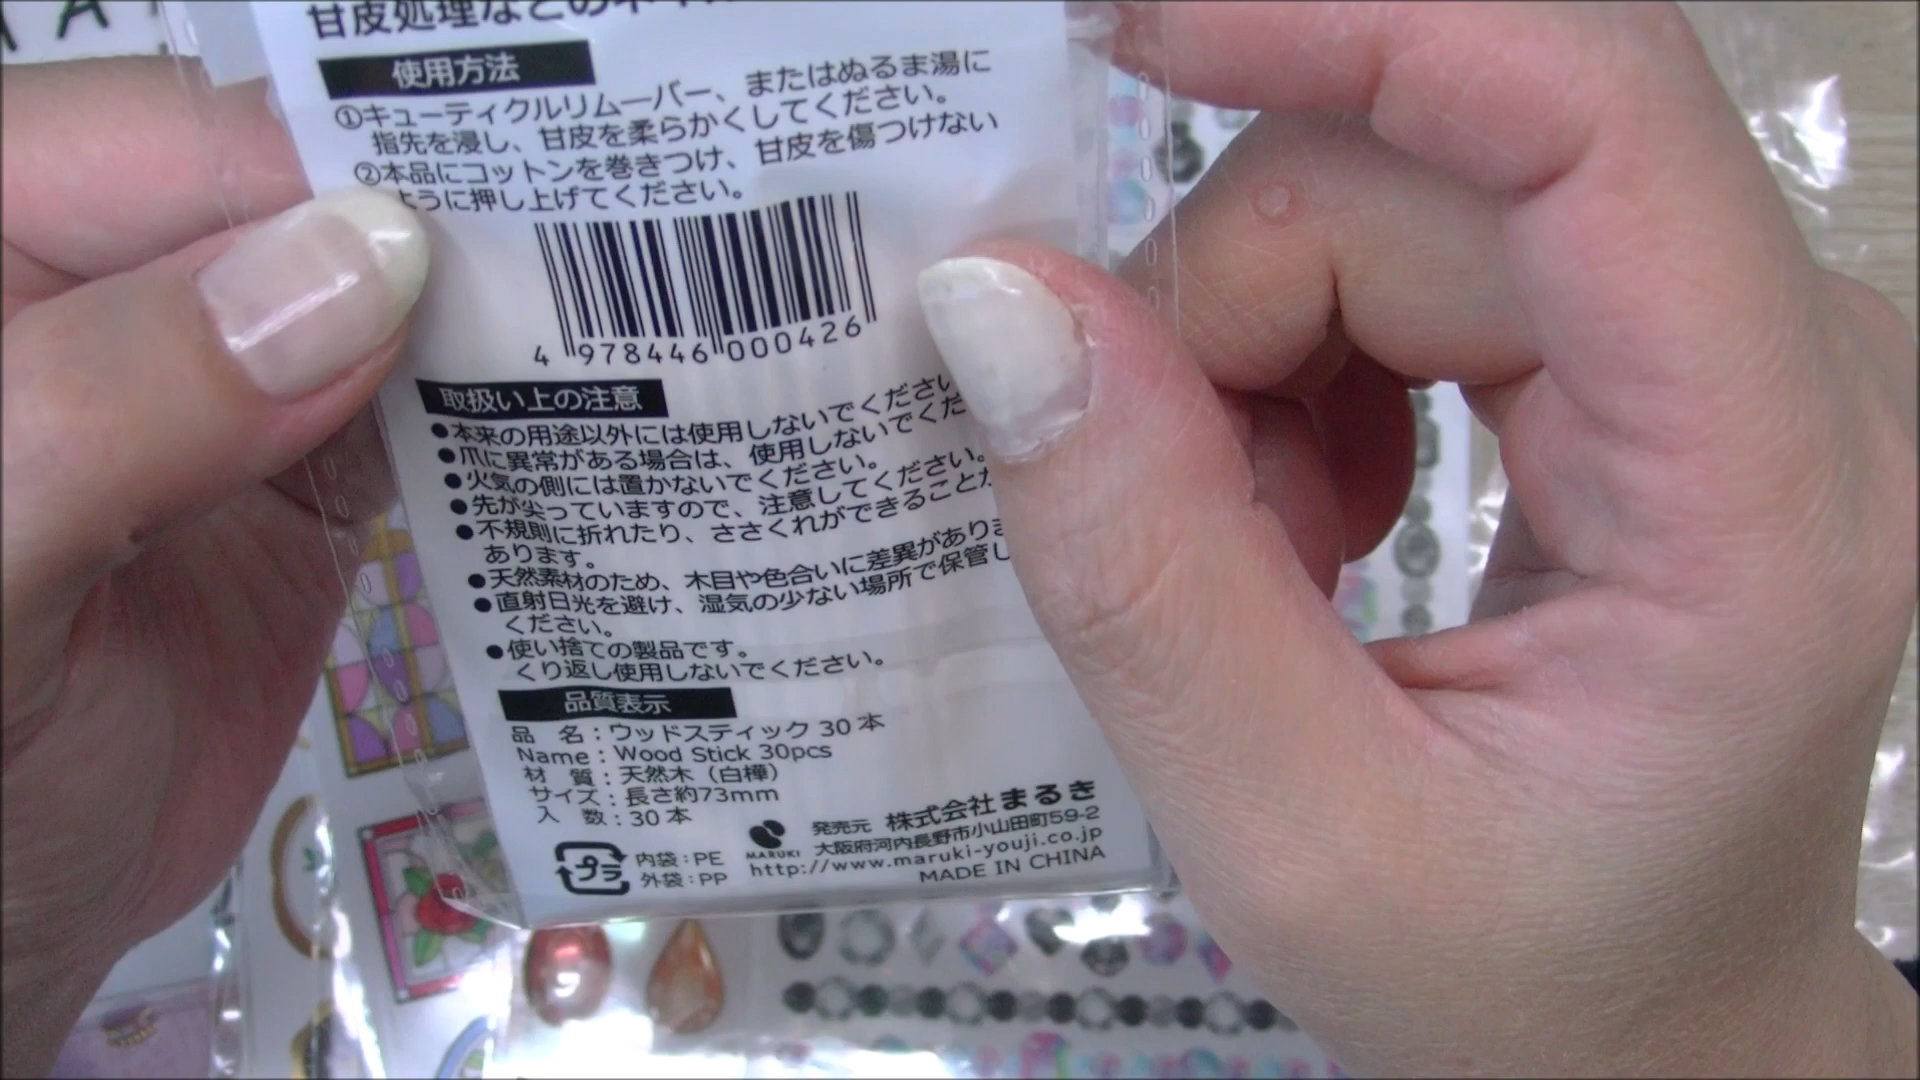 甘皮処理などのネイル
使用方法
①キューティクルリムーバー、またはぬるま湯に
指先を浸し、甘皮を柔らかくしてください。
②本品にコットンを巻きつけ、甘皮を傷つけない
ように押し上げてください。
4 978446 000426
取扱い上の注意
●本来の用途以外には使用しないでください
●爪に異常がある場合は、使用しないでくだ
●火気の側には置かないでください。
●先が尖っていますので、注意してください。
●不規則に折れたり、ささくれができることが
あります。
●天然素材のため、木目や色合いに差異がありま
●直射日光を避け、湿気の少ない場所で保管し
ください。
●使い捨ての製品です。
くり返し使用しないでください。
品質表示
品 名：ウッドスティック 30 本
Name：Wood Stick 30pcs
材 質：天然木（白樺）
サイズ：長さ約73mm
入 数：30 本
プラ
内袋：PE
外袋：PP
MARUKI
発売元 株式会社 まるき
大阪府河内長野市小山田町59-2
http://www.maruki-youji.co.jp
MADE IN CHINA